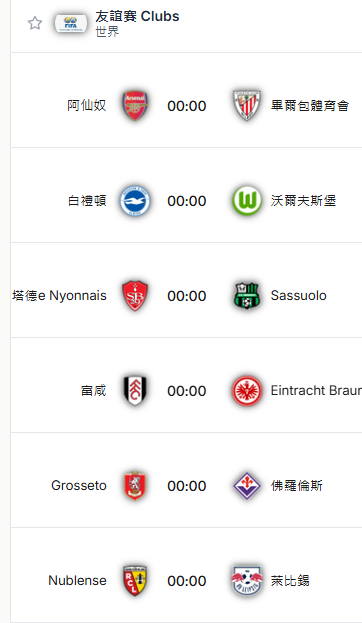 友誼賽 Clubs
世界
阿仙奴 00:00 畢爾包體育會
白禮頓 00:00 沃爾夫斯堡
塔德e Nyonnais 00:00 Sassuolo
富咸 00:00 Eintracht Braun
Grosseto 00:00 佛羅倫斯
Nublense 00:00 萊比錫